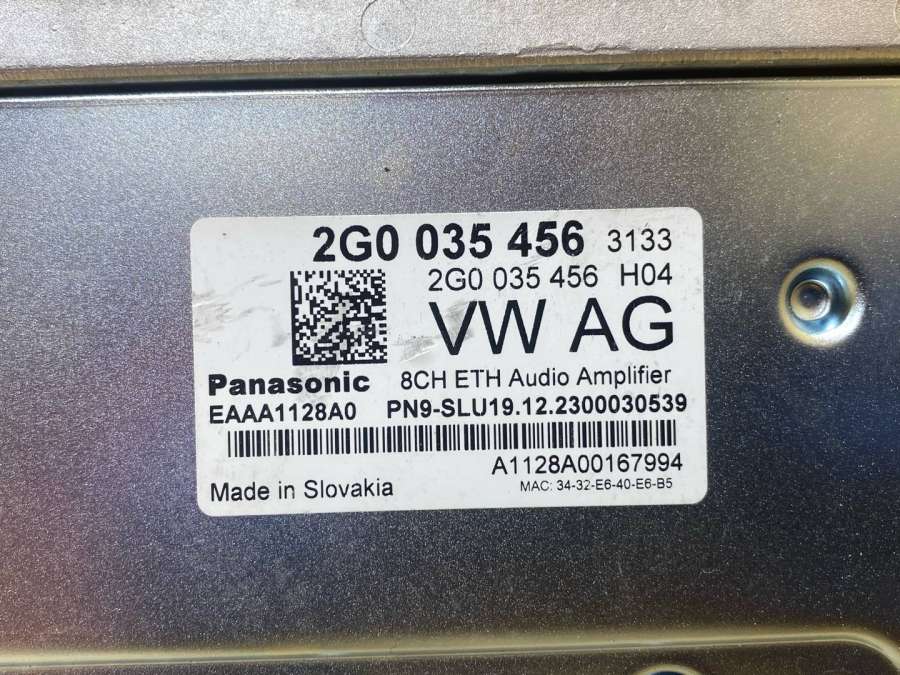 2G0 035 456 3133
2G0 035 456 H04
VW AG
Panasonic 8CH ETH Audio Amplifier
EAAA1128A0 PN9-SLU19.12.2300030539
A1128A00167994
Made in Slovakia MAC: 34-32-E6-40-E6-B5